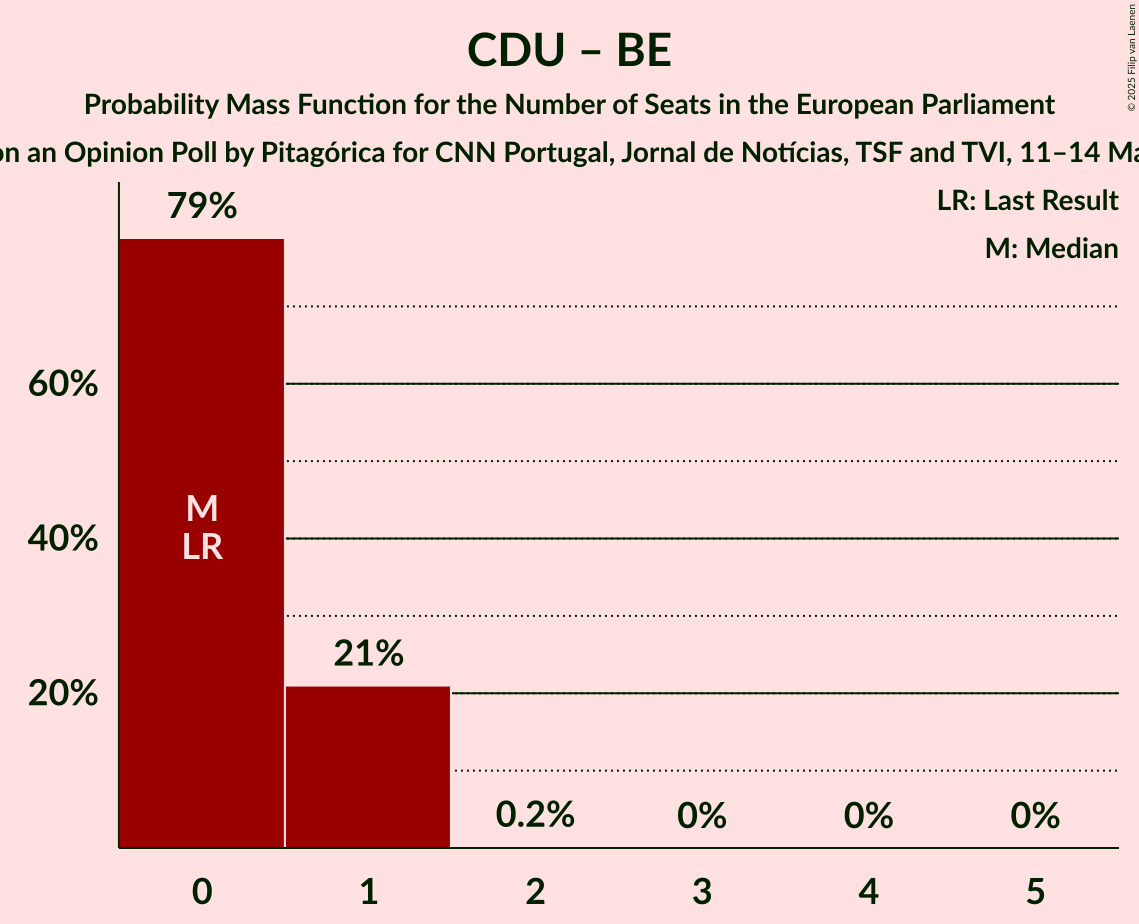 CDU – BE
Probability Mass Function for the Number of Seats in the European Parliament
on an Opinion Poll by Pitagórica for CNN Portugal, Jornal de Notícias, TSF and TVI, 11–14 Ma
© 2025 Filip van Laenen
LR: Last Result
M: Median
79%
60%
M
LR
40%
21%
20%
0.2%
0%
0%
0%
0
1
2
3
4
5